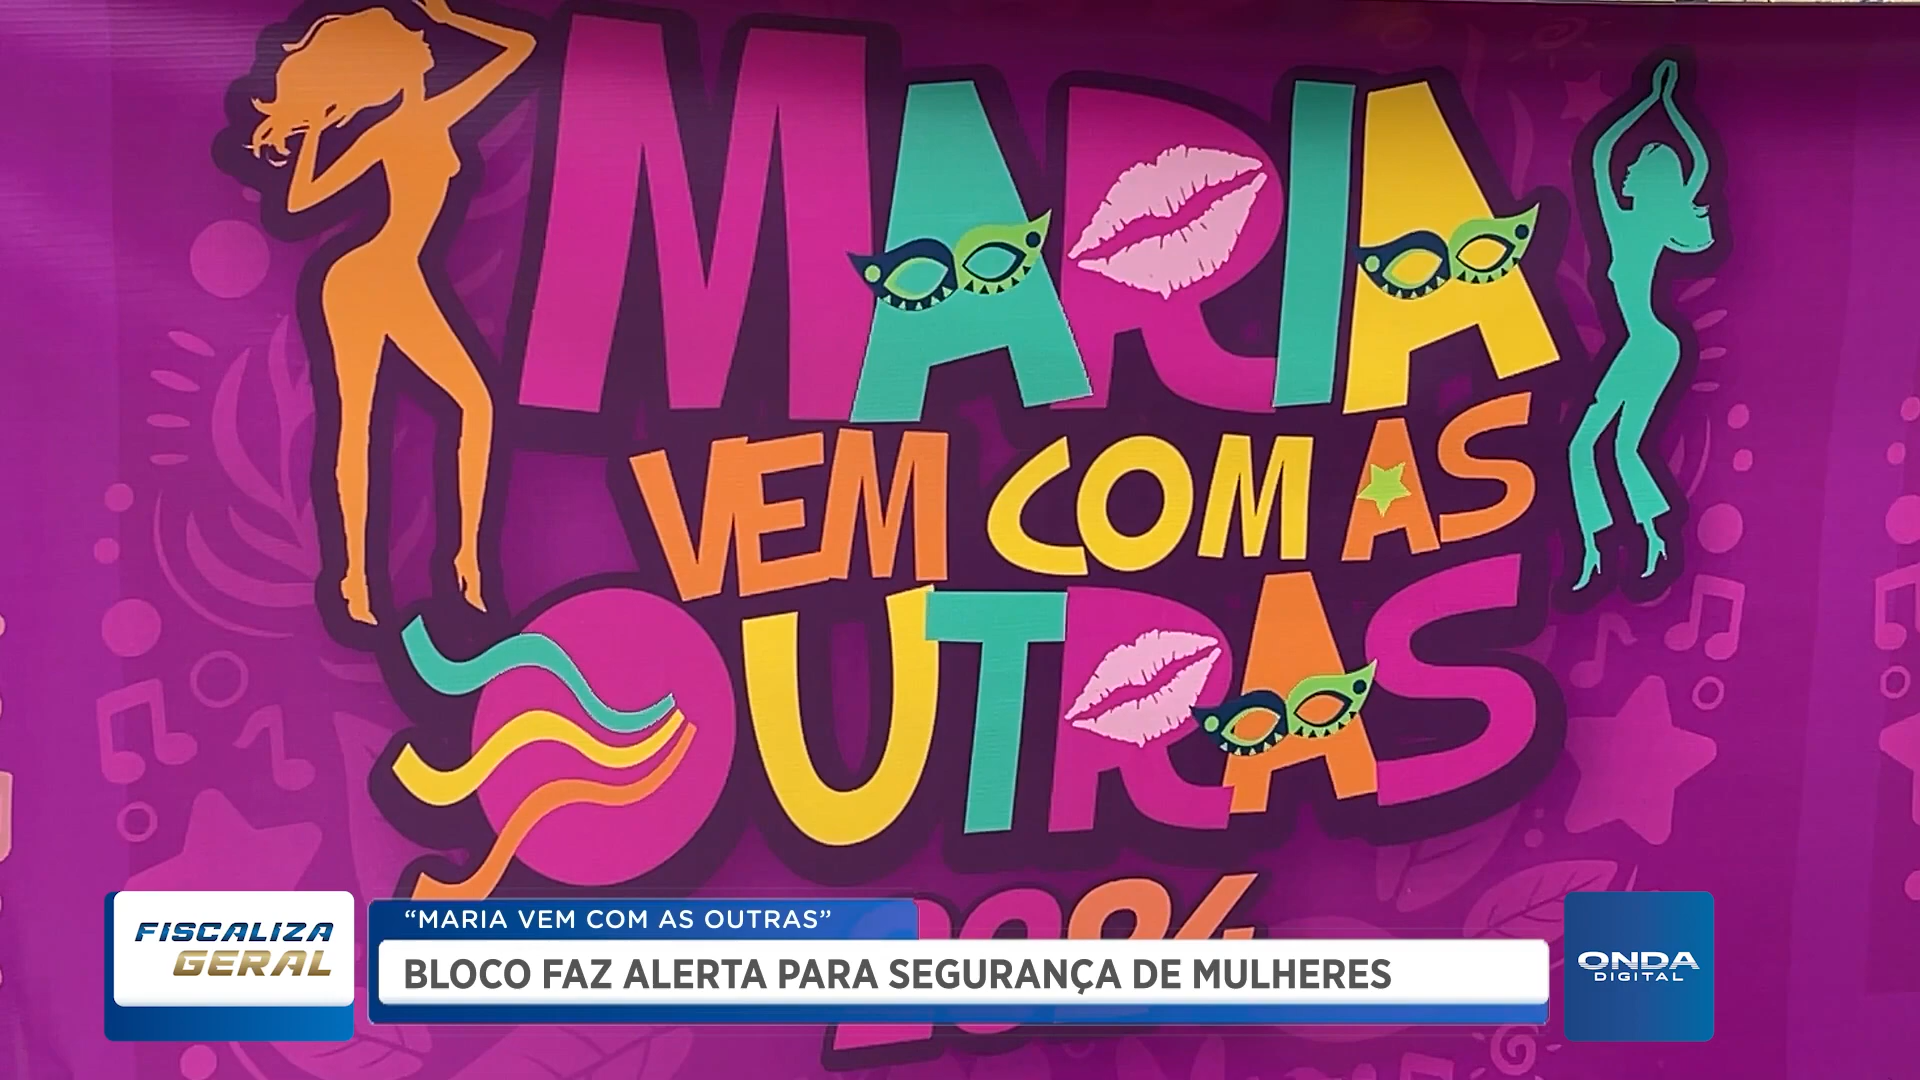 MARIA
VEM COM AS
OUTRAS
"MARIA VEM COM AS OUTRAS"
BLOCO FAZ ALERTA PARA SEGURANÇA DE MULHERES
FISCALIZA
GERAL
ONDA
DIGITAL